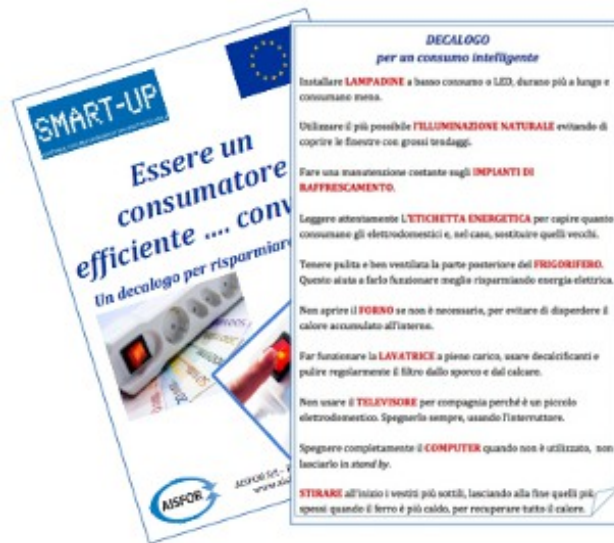 SMART-UP
Essere un
consumatore
efficiente .... conv
Un decalogo per risparmiare
AISFOR
AISFOR Srl -
DECALOGO
per un consumo intelligente
Installare LAMPADINE a basso consumo o LED, durano più a lungo e
consumano meno.
Utilizzare il più possibile l'ILLUMINAZIONE NATURALE evitando di
coprire le finestre con grossi tendaggi.
Fare una manutenzione costante sugli IMPIANTI DI
RAFFRESCAMENTO.
Leggere attentamente L'ETICHETTA ENERGETICA per capire quanto
consumano gli elettrodomestici e, nel caso, sostituire quelli vecchi.
Tenere pulita e ben ventilata la parte posteriore del FRIGORIFERO.
Questo aiuta a farlo funzionare meglio risparmiando energia elettrica.
Non aprire il FORNO se non è necessario, per evitare di disperdere il
calore accumulato all'interno.
Far funzionare la LAVATRICE a pieno carico, usare decalcificanti e
pulire regolarmente il filtro dallo sporco e dal calcare.
Non usare il TELEVISORE per compagnia perché è un piccolo
elettrodomestico. Spegnerlo sempre, usando l'interruttore.
Spegnere completamente il COMPUTER quando non è utilizzato, non
lasciarlo in stand by.
STIRARE all'inizio i vestiti più sottili, lasciando alla fine quelli più
spessi quando il ferro è più caldo, per recuperare tutto il calore.